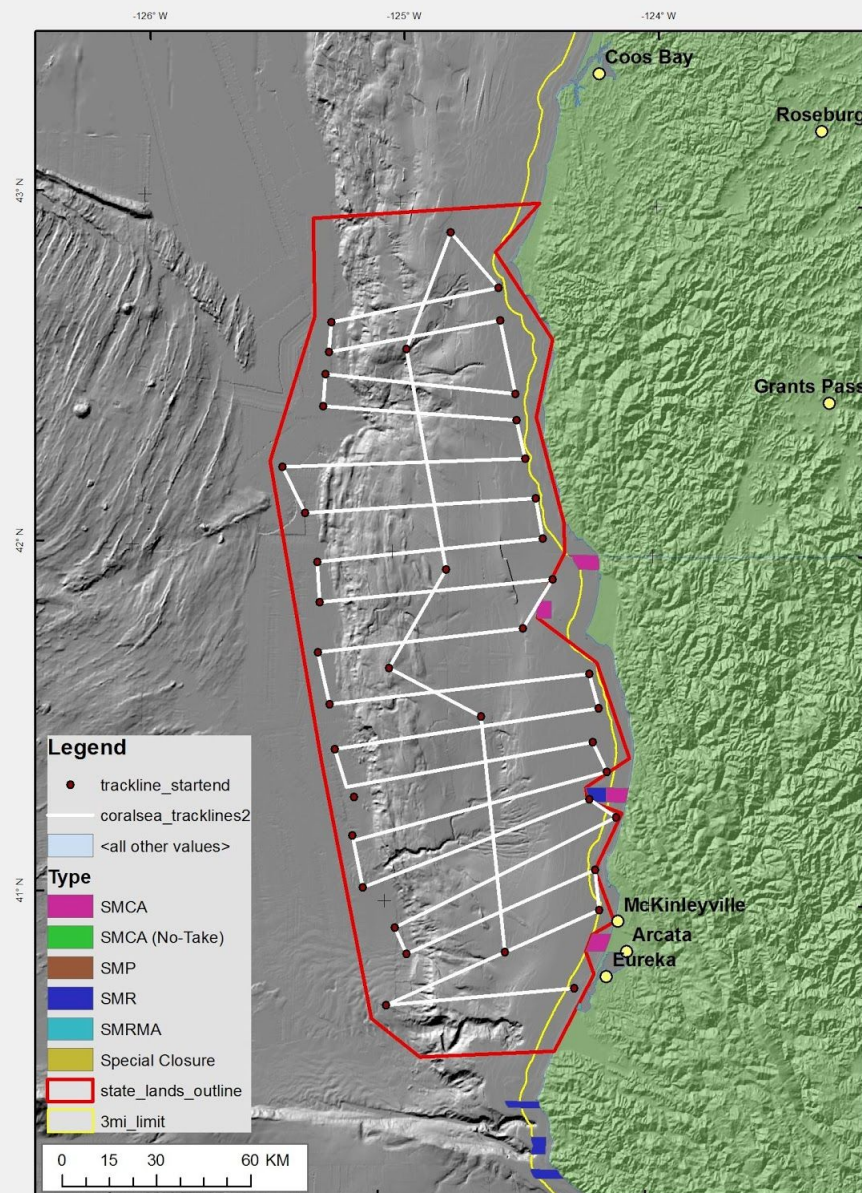 -126° W
-125° W
-124° W
Coos Bay
Roseburg
43° N
Grants Pass
42° N
Legend
trackline_startend
coralsea_tracklines2
<all other values>
Type
SMCA
SMCA (No-Take)
SMP
SMR
SMRMA
Special Closure
state_lands_outline
3mi_limit
41° N
McKinleyville
Arcata
Eureka
0 15 30 60 KM